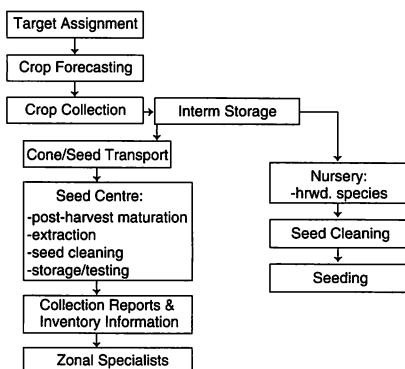 Target Assignment
Crop Forecasting
Crop Collection
Interm Storage
Cone/Seed Transport
Seed Centre:
-post-harvest maturation
-extraction
-seed cleaning
-storage/testing
Collection Reports &
Inventory Information
Zonal Specialists
Nursery:
-hrwd. species
Seed Cleaning
Seeding